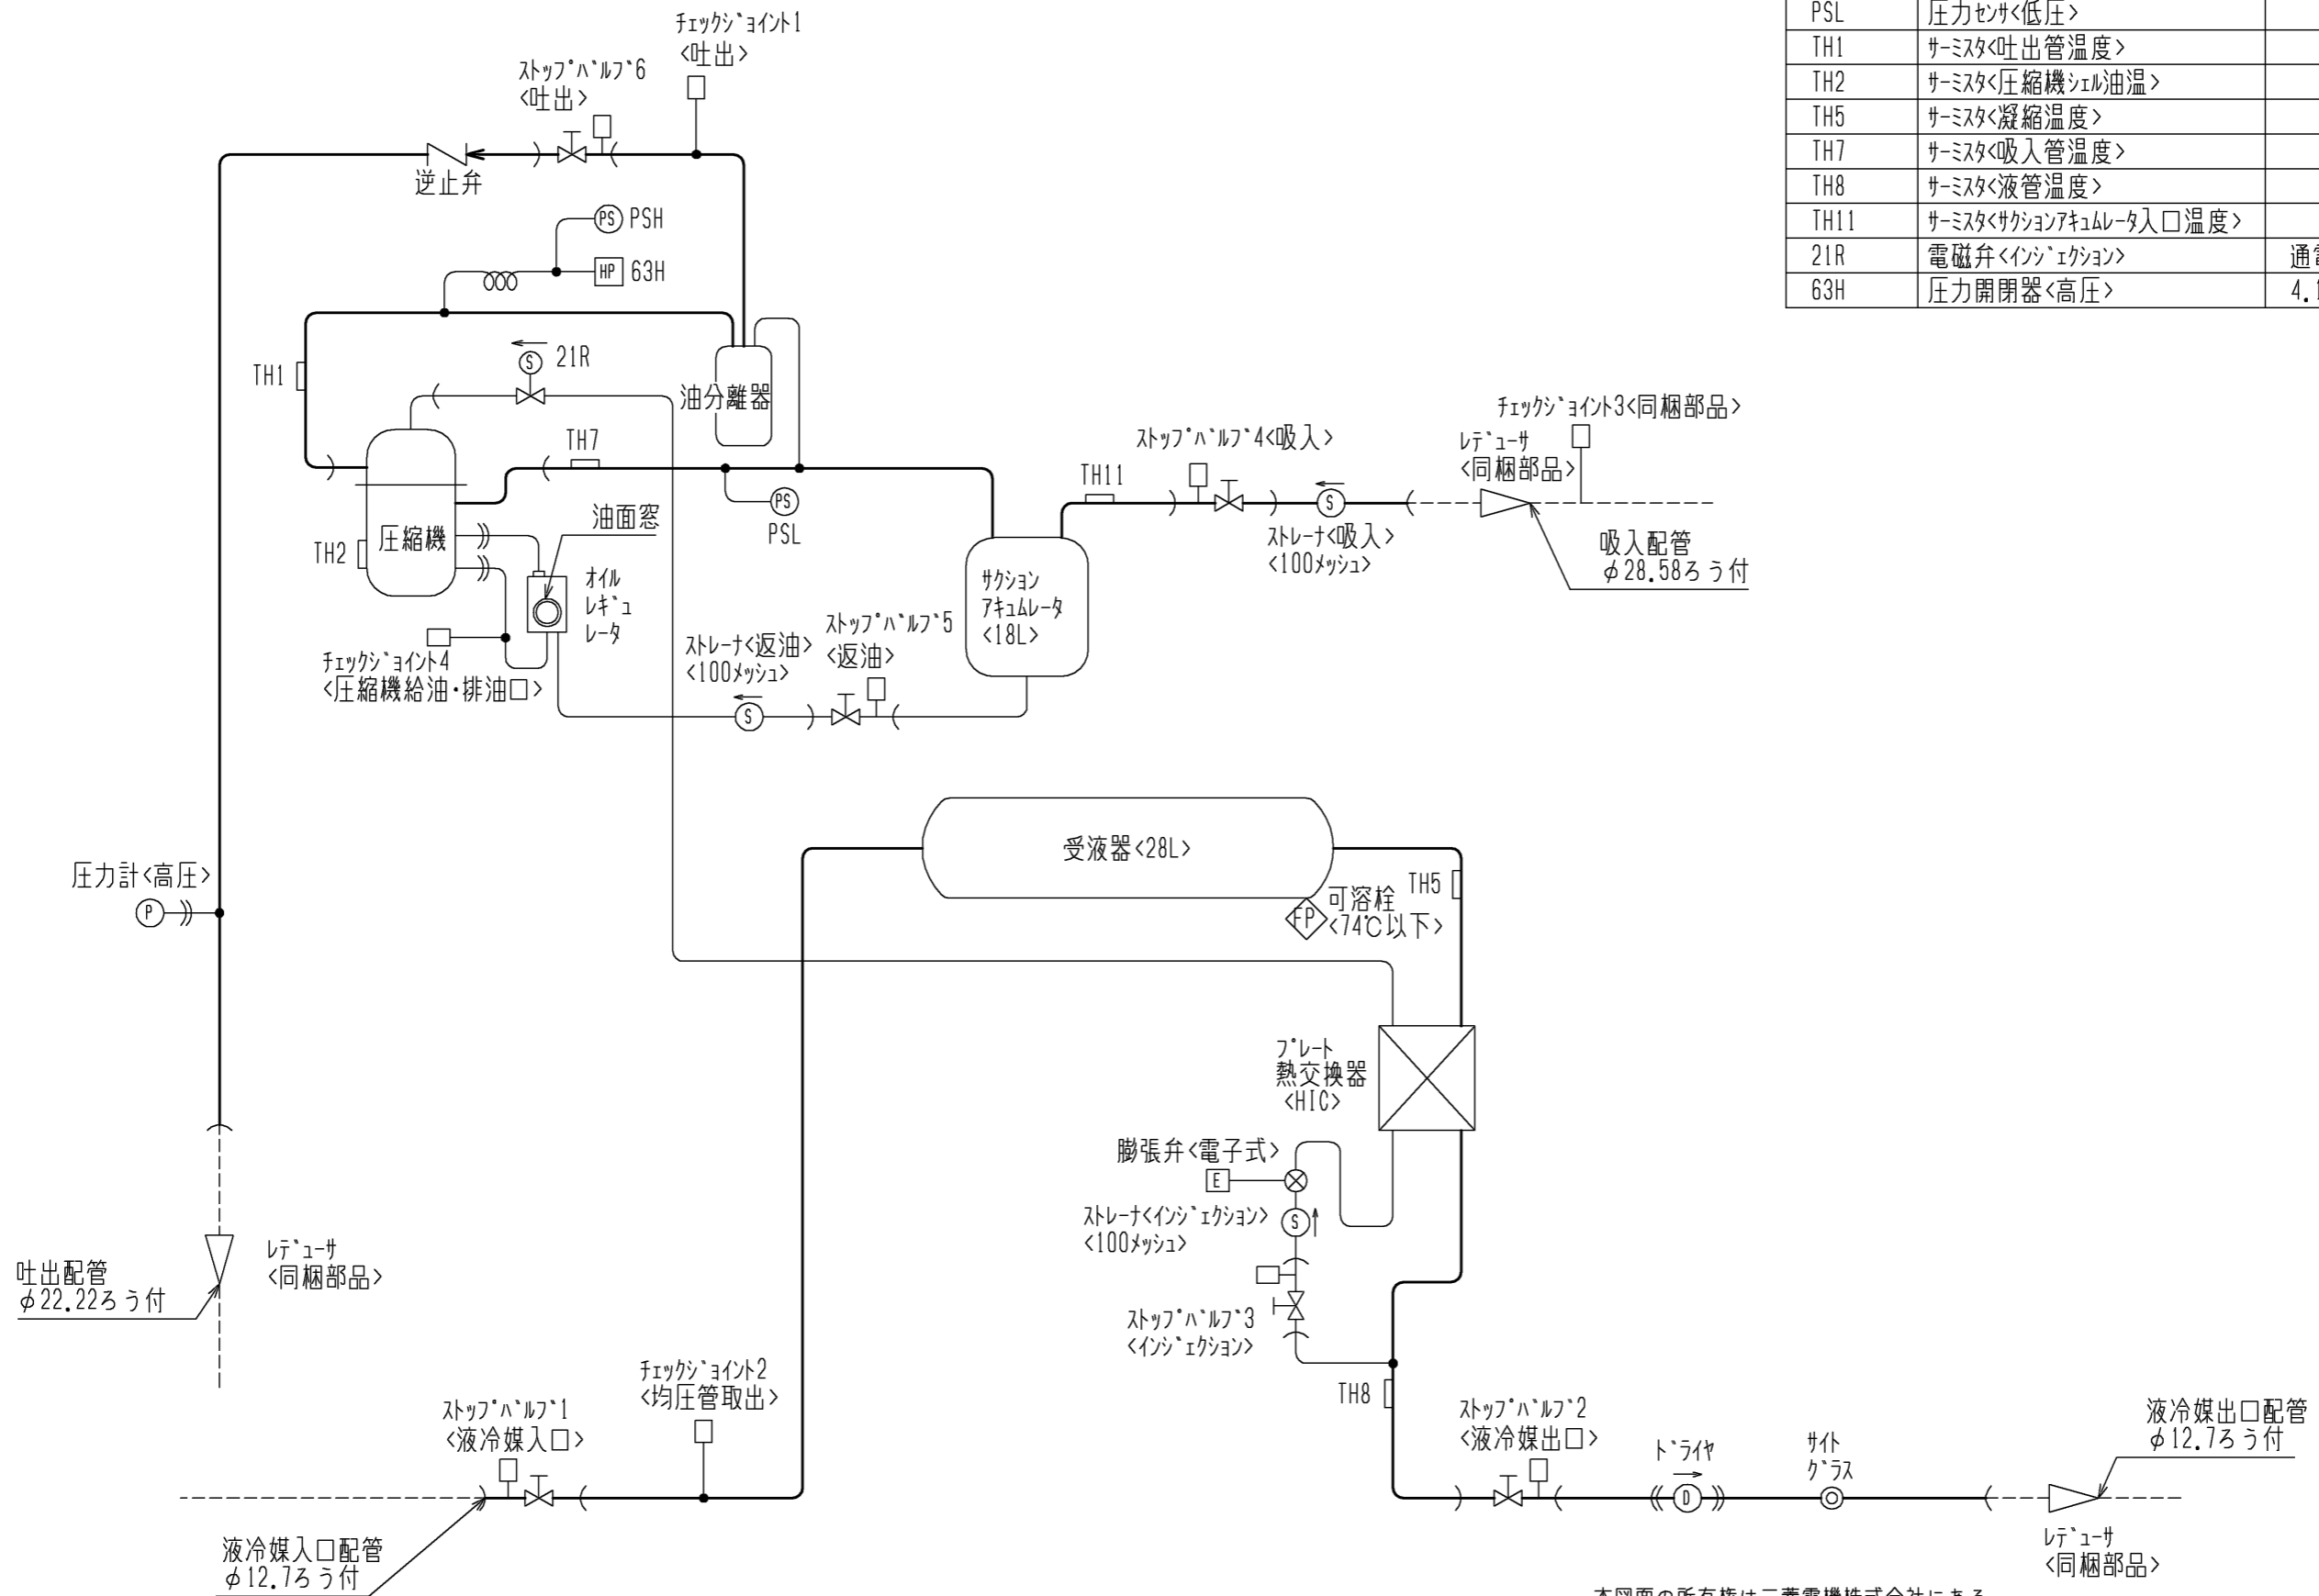 チェックジョイント1
<吐出>
ストップバルブ6
<吐出>
逆止弁
PS PSH
HP 63H
TH1
S 21R
油分離器
TH7
PS
PSL
圧縮機
TH2
油面窓
オイル
レギュ
レータ
チェックジョイント4
<圧縮機給油・排油口>
ストレーナ<返油>
<100メッシュ>
S
ストップバルブ5
<返油>
サクション
アキュムレータ
<18L>
TH11
ストップバルブ4<吸入>
S
ストレーナ<吸入>
<100メッシュ>
チェックジョイント3<同梱部品>
レデューサ
<同梱部品>
吸入配管
φ28.58ろう付
PSL 圧力センサ<低圧>
TH1 サーミスタ<吐出管温度>
TH2 サーミスタ<圧縮機シェル油温>
TH5 サーミスタ<凝縮温度>
TH7 サーミスタ<吸入管温度>
TH8 サーミスタ<液管温度>
TH11 サーミスタ<サクションアキュムレータ入口温度>
21R 電磁弁<インジェクション> 通
63H 圧力開閉器<高圧> 4.
圧力計<高圧>
P
受液器<28L>
FP
可溶栓
<74℃以下>
TH5
プレート
熱交換器
<HIC>
膨張弁<電子式>
E
ストレーナ<インジェクション>
<100メッシュ>
S
ストップバルブ3
<インジェクション>
TH8
吐出配管
φ22.22ろう付
レデューサ
<同梱部品>
チェックジョイント2
<均圧管取出>
ストップバルブ1
<液冷媒入口>
液冷媒入口配管
φ12.7ろう付
ストップバルブ2
<液冷媒出口>
ドライヤ
D
サイト
グラス
液冷媒出口配管
φ12.7ろう付
レデューサ
<同梱部品>
本図面の所有権は三菱電機株式会社にある